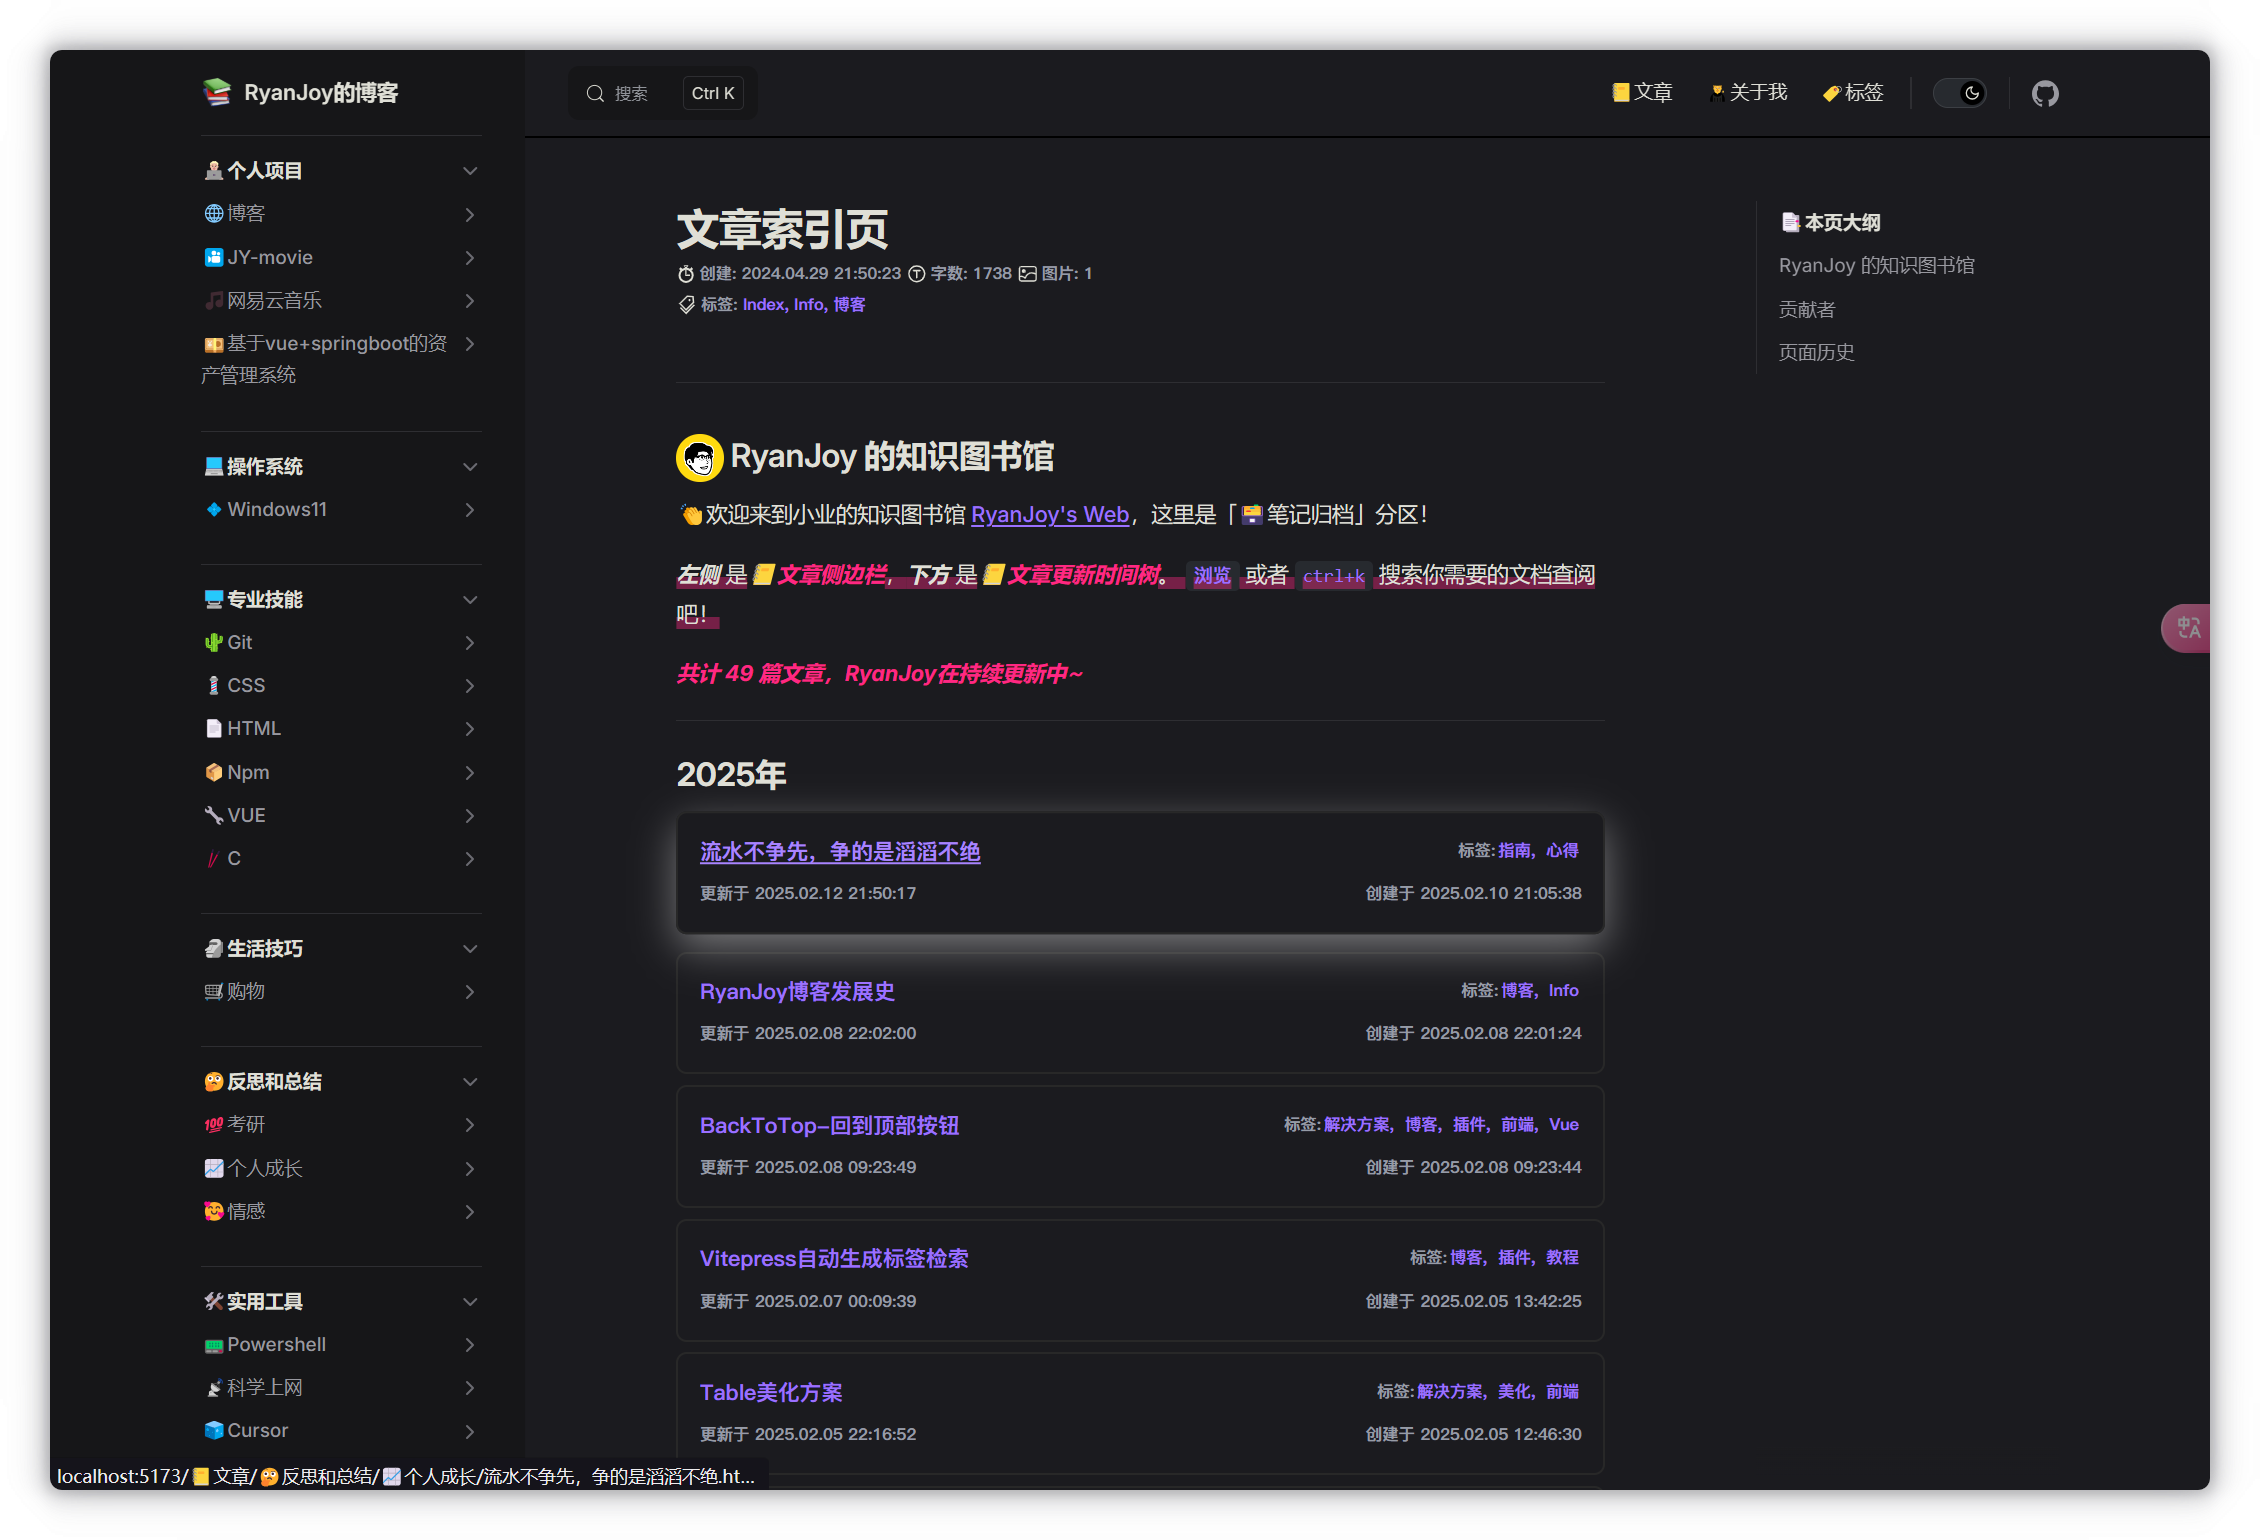 RyanJoy的博客
个人项目
博客
JY-movie
网易云音乐
基于vue+springboot的资
产管理系统
操作系统
Windows11
专业技能
Git
CSS
HTML
Npm
VUE
C
生活技巧
购物
反思和总结
考研
个人成长
情感
实用工具
Powershell
科学上网
Cursor
搜索 Ctrl K
文章 关于我 标签
文章索引页
创建: 2024.04.29 21:50:23 字数: 1738 图片: 1
标签: Index, Info, 博客
RyanJoy 的知识图书馆
欢迎来到小业的知识图书馆 RyanJoy's Web，这里是「🗃️笔记归档」分区！
左侧 是 📒文章侧边栏，下方 是 📒文章更新时间树。 浏览 或者 ctrl+k 搜索你需要的文档查阅
吧！
共计 49 篇文章，RyanJoy在持续更新中~
2025年
流水不争先，争的是滔滔不绝 标签: 指南，心得
更新于 2025.02.12 21:50:17 创建于 2025.02.10 21:05:38
RyanJoy博客发展史 标签: 博客，Info
更新于 2025.02.08 22:02:00 创建于 2025.02.08 22:01:24
BackToTop-回到顶部按钮 标签: 解决方案，博客，插件，前端，Vue
更新于 2025.02.08 09:23:49 创建于 2025.02.08 09:23:44
Vitepress自动生成标签检索 标签: 博客，插件，教程
更新于 2025.02.07 00:09:39 创建于 2025.02.05 13:42:25
Table美化方案 标签: 解决方案，美化，前端
更新于 2025.02.05 22:16:52 创建于 2025.02.05 12:46:30
本页大纲
RyanJoy 的知识图书馆
贡献者
页面历史
中A
localhost:5173/📒文章/🤔反思和总结/📈个人成长/流水不争先，争的是滔滔不绝.ht...